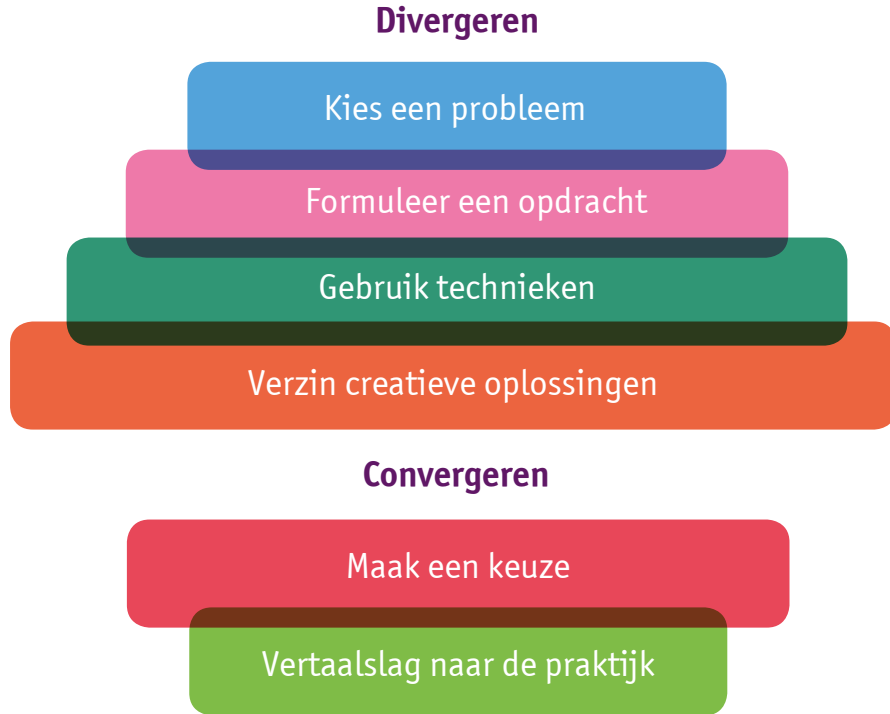 Divergeren
Kies een probleem
Formuleer een opdracht
Gebruik technieken
Verzin creatieve oplossingen
Convergeren
Maak een keuze
Vertaalslag naar de praktijk